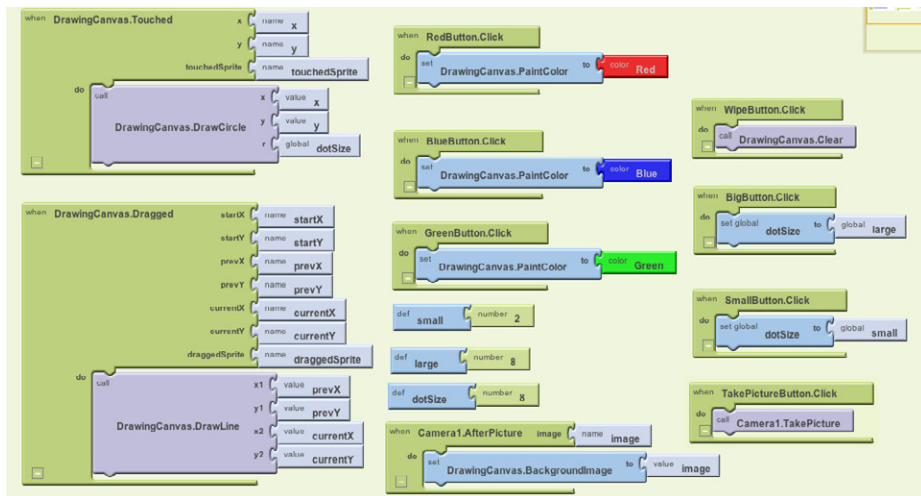 when DrawingCanvas.Touched x name x
y name y
touchedSprite name touchedSprite
do call DrawingCanvas.DrawCircle x value x
y value y
r global dotSize
when DrawingCanvas.Dragged startX name startX
startY name startY
prevX name prevX
prevY name prevY
currentX name currentX
currentY name currentY
draggedSprite name draggedSprite
do call DrawingCanvas.DrawLine x1 value prevX
y1 value prevY
x2 value currentX
y2 value currentY
when RedButton.Click
do set DrawingCanvas.PaintColor to color Red
when BlueButton.Click
do set DrawingCanvas.PaintColor to color Blue
when GreenButton.Click
do set DrawingCanvas.PaintColor to color Green
def small number 2
def large number 8
def dotSize number 8
when Camera1.AfterPicture image name image
do set DrawingCanvas.BackgroundImage to value image
when WipeButton.Click
do call DrawingCanvas.Clear
when BigButton.Click
do set global dotSize to global large
when SmallButton.Click
do set global dotSize to global small
when TakePictureButton.Click
do call Camera1.TakePicture